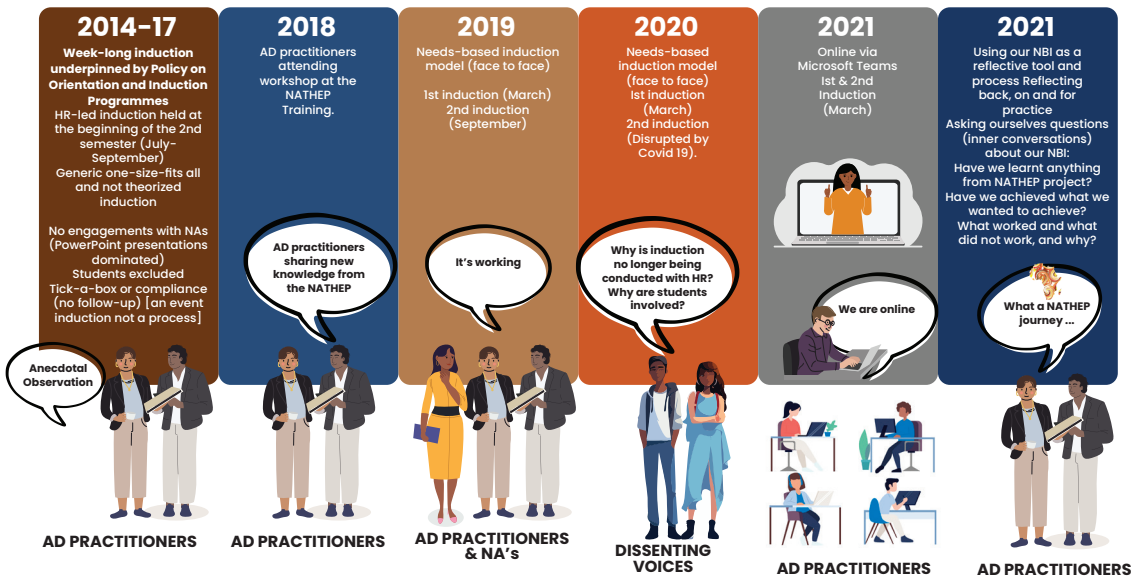 2014-17
Week-long induction
underpinned by Policy on
Orientation and Induction
Programmes
HR-led induction held at
the beginning of the 2nd
semester (July-
September)
Generic one-size-fits all
and not theorized
induction
No engagements with NAs
(PowerPoint presentations
dominated)
Students excluded
Tick-a-box or compliance
(no follow-up) [an event
induction not a process]
Anecdotal
Observation
AD PRACTITIONERS
2018
AD practitioners
attending
workshop at the
NATHEP
Training.
AD practitioners
sharing new
knowledge from
the NATHEP
AD PRACTITIONERS
2019
Needs-based induction
model (face to face)
1st induction (March)
2nd induction
(September)
It's working
AD PRACTITIONERS
& NA's
2020
Needs-based
induction model
(face to face)
1st induction
(March)
2nd induction
(Disrupted by
Covid 19).
Why is induction
no longer being
conducted with HR?
Why are students
involved?
DISSENTING
VOICES
2021
Online via
Microsoft Teams
1st & 2nd
Induction
(March)
We are online
AD PRACTITIONERS
2021
Using our NBI as a
reflective tool and
process Reflecting
back, on and for
practice
Asking ourselves questions
(inner conversations)
about our NBI:
Have we learnt anything
from NATHEP project?
Have we achieved what we
wanted to achieve?
What worked and what
did not work, and why?
What a NATHEP
journey ...
AD PRACTITIONERS